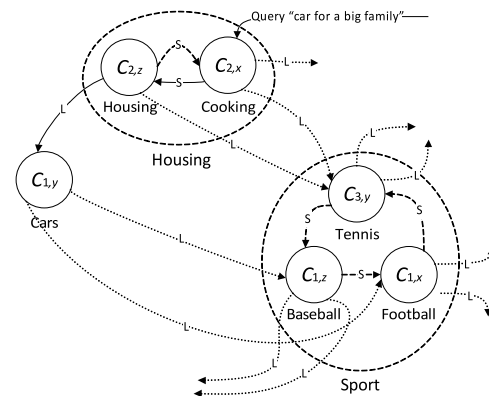 Query "car for a big family"
S
L
C2,z
C2,x
S
Housing
Cooking
L
Housing
L
L
L
C1,y
C3,y
Cars
Tennis
S
S
L
C1,z
S
C1,x
L
Baseball
Football
L
L
L
L
Sport